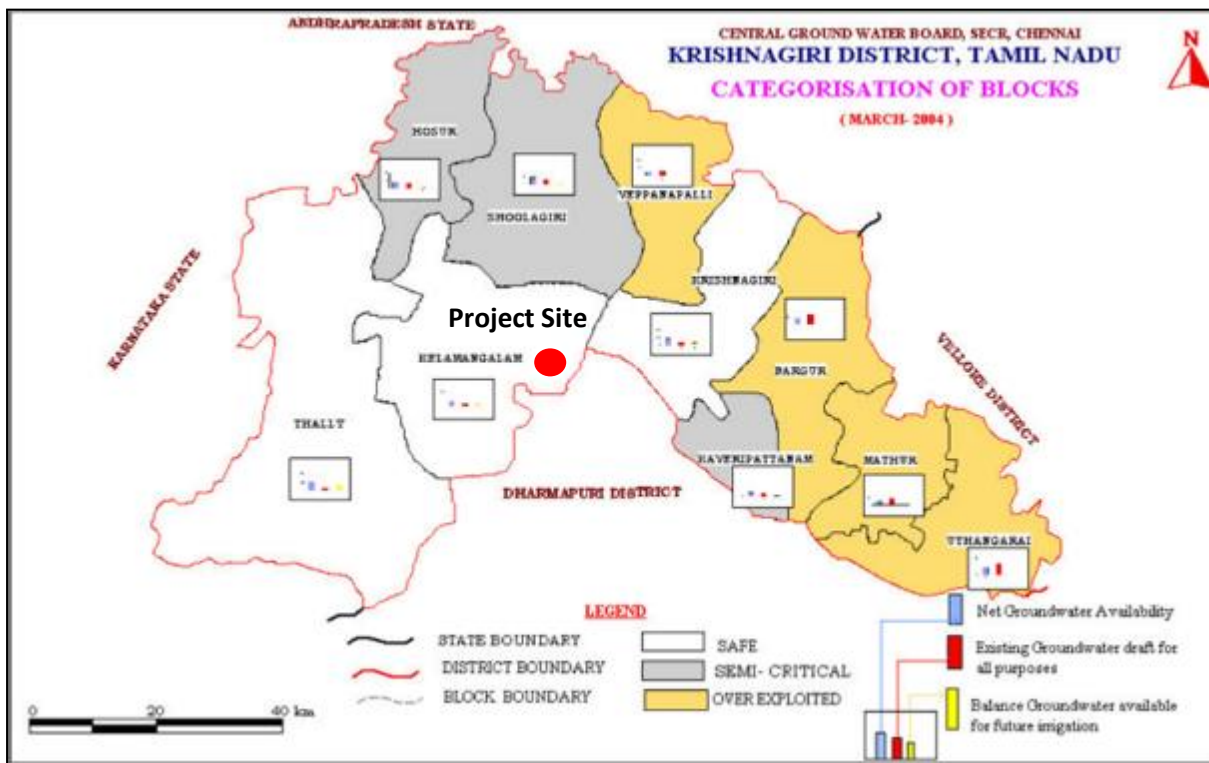 ANDHRAPRADESH STATE
CENTRAL GROUND WATER BOARD, SECR, CHENNAI
KRISHNAGIRI DISTRICT, TAMIL NADU
CATEGORISATION OF BLOCKS
( MARCH- 2004 )
N
HOSUR
VEPPANAPALLI
SHOOLAGIRI
KARNATAKA STATE
KRISHNAGIRI
Project Site
KELAMANGALAM
BARGUR
VELLORE DISTRICT
THALLY
KAVERIPATTANAM
MATHUR
DHARMAPURI DISTRICT
UTHANGARAI
LEGEND
STATE BOUNDARY
DISTRICT BOUNDARY
BLOCK BOUNDARY
SAFE
SEMI- CRITICAL
OVER EXPLOITED
Net Groundwater Availability
Existing Groundwater draft for
all purposes
Balance Groundwater available
for future irrigation
0 20 40 km